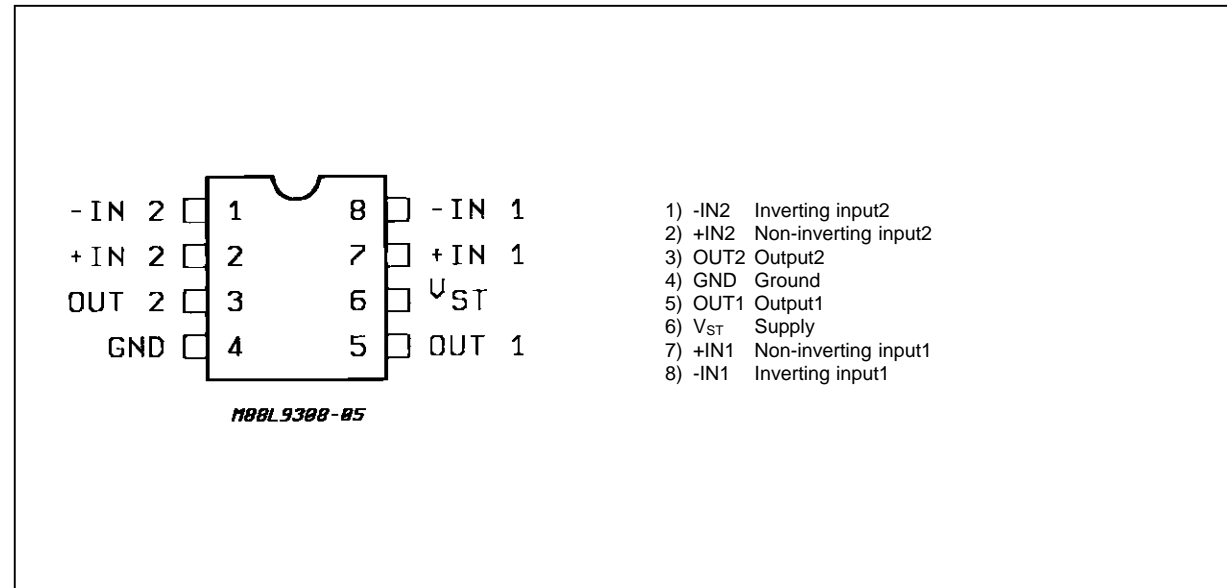 -IN 2 1 8 -IN 1
+IN 2 2 7 +IN 1
OUT 2 3 6 VST
GND 4 5 OUT 1
M88L9308-05
1) -IN2 Inverting input2
2) +IN2 Non-inverting input2
3) OUT2 Output2
4) GND Ground
5) OUT1 Output1
6) VST Supply
7) +IN1 Non-inverting input1
8) -IN1 Inverting input1